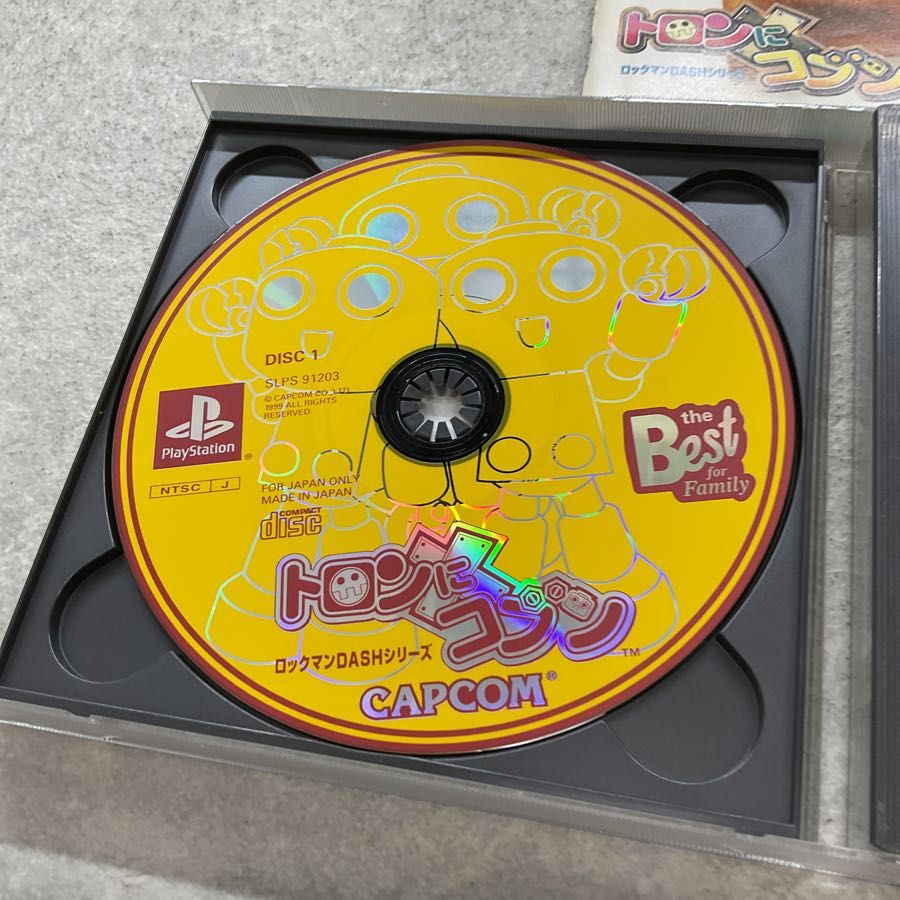 トロンに
コブン
ロックマンDASHシリーズ
DISC 1
SLPS 91203
© CAPCOM CO., LTD.
1999 ALL RIGHTS
RESERVED.
PlayStation
®
NTSC J
FOR JAPAN ONLY
MADE IN JAPAN
COMPACT
disc
the
Best
for
Family
トロンに
コブン
TM
ロックマンDASHシリーズ
CAPCOM®